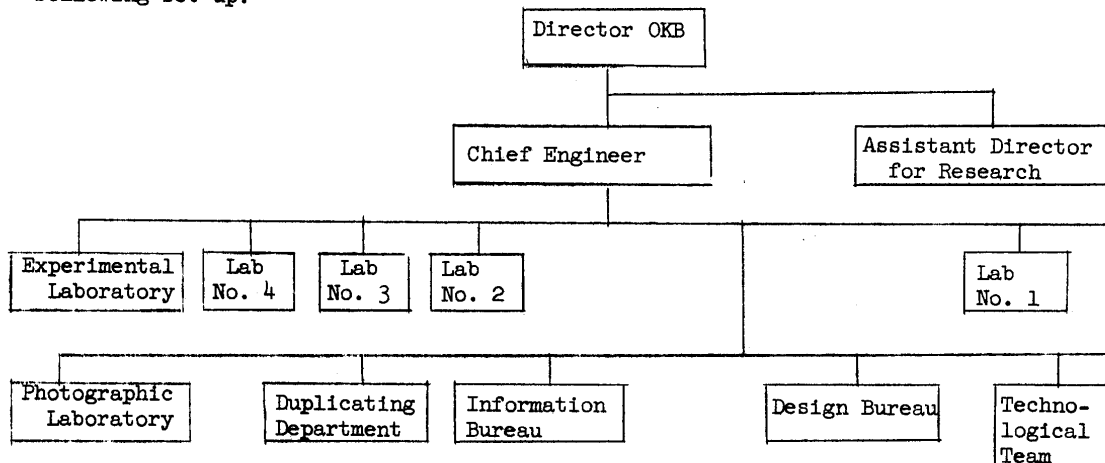 following set up.
Director OKB
Chief Engineer
Assistant Director
for Research
Experimental
Laboratory
Lab
No. 4
Lab
No. 3
Lab
No. 2
Lab
No. 1
Photographic
Laboratory
Duplicating
Department
Information
Bureau
Design Bureau
Techno-
logical
Team